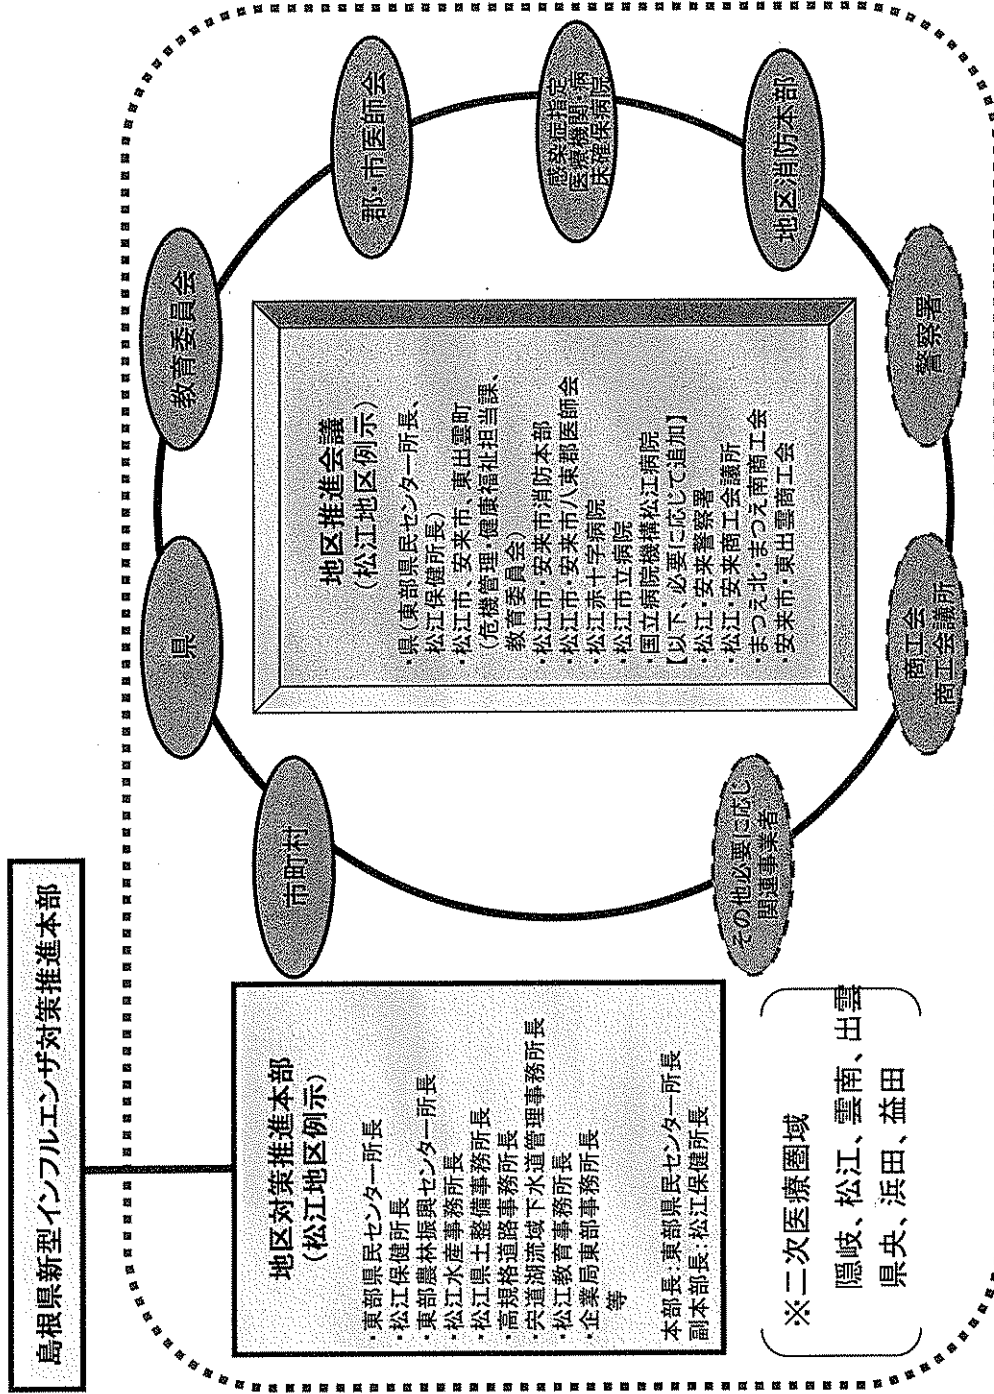 島根県新型インフルエンザ対策推進本部
地区対策推進本部
(松江地区例示)
・東部県民センター所長
・松江保健所長
・東部農林振興センター所長
・松江水産事務所長
・松江県土整備事務所長
・高規格道路事務所長
・宍道湖流域下水道管理事務所長
・松江教育事務所長
・企業局東部事務所長
等
本部長:東部県民センター所長
副本部長:松江保健所長
※二次医療圏域
隠岐、松江、雲南、出雲
県央、浜田、益田
市町村
県
教育委員会
郡・市医師会
感染症指定
医療機関・病
床確保病院
地区消防本部
警察署
商工会
商工会議所
その他必要に応じ
関連事業者
地区推進会議
(松江地区例示)
・県(東部県民センター所長、
松江保健所長)
・松江市、安来市、東出雲町
(危機管理・健康福祉担当課、
教育委員会)
・松江市・安来市消防本部
・松江市・安来市八束郡医師会
・松江赤十字病院
・松江市立病院
・国立病院機構松江病院
【以下、必要に応じて追加】
・松江・安来警察署
・松江・安来商工会議所
・まつえ北・まつえ南商工会
・安来市・東出雲商工会